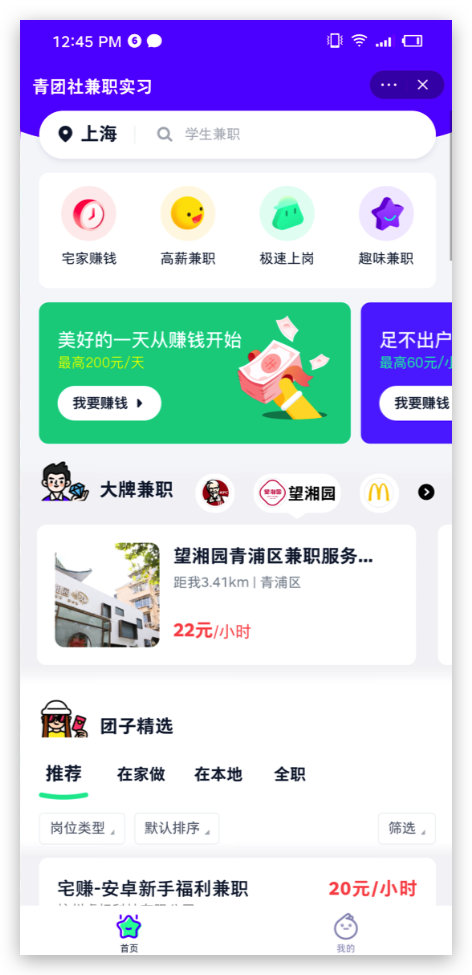 12:45 PM 6
青团社兼职实习
上海
学生兼职
宅家赚钱 高薪兼职 极速上岗 趣味兼职
美好的一天从赚钱开始
最高200元/天
我要赚钱
足不出户
最高60元/小
我要赚钱
大牌兼职
望湘园
望湘园
望湘园青浦区兼职服务...
距我3.41km | 青浦区
22元/小时
团子精选
推荐 在家做 在本地 全职
岗位类型 默认排序 筛选
宅赚-安卓新手福利兼职 20元/小时
首页 我的